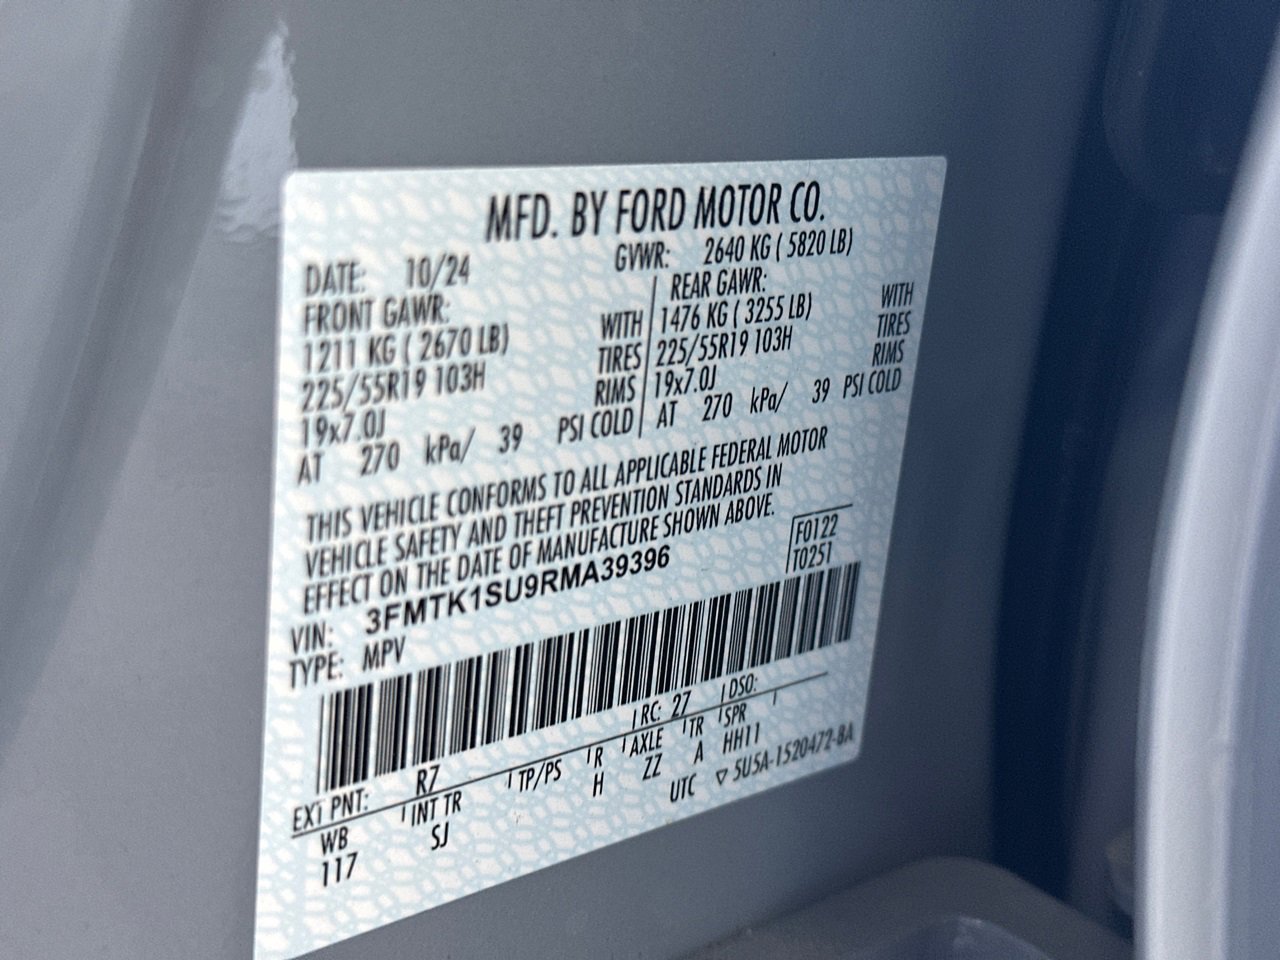 MFD. BY FORD MOTOR CO.
DATE: 10/24 GVWR: 2640 KG ( 5820 LB)
FRONT GAWR: REAR GAWR:
1211 KG ( 2670 LB) WITH 1476 KG ( 3255 LB) WITH
225/55R19 103H TIRES 225/55R19 103H TIRES
19x7.0J RIMS 19x7.0J RIMS
AT 270 kPa/ 39 PSI COLD AT 270 kPa/ 39 PSI COLD
THIS VEHICLE CONFORMS TO ALL APPLICABLE FEDERAL MOTOR
VEHICLE SAFETY AND THEFT PREVENTION STANDARDS IN
EFFECT ON THE DATE OF MANUFACTURE SHOWN ABOVE.
F0122
T0251
VIN: 3FMTK1SU9RMA39396
TYPE: MPV
EXT PNT: R7 RC: 27 DSO:
WB INT TR TP/PS R AXLE TR SPR
117 SJ H ZZ A HH11
UTC ▽ 5U5A-1520472-BA